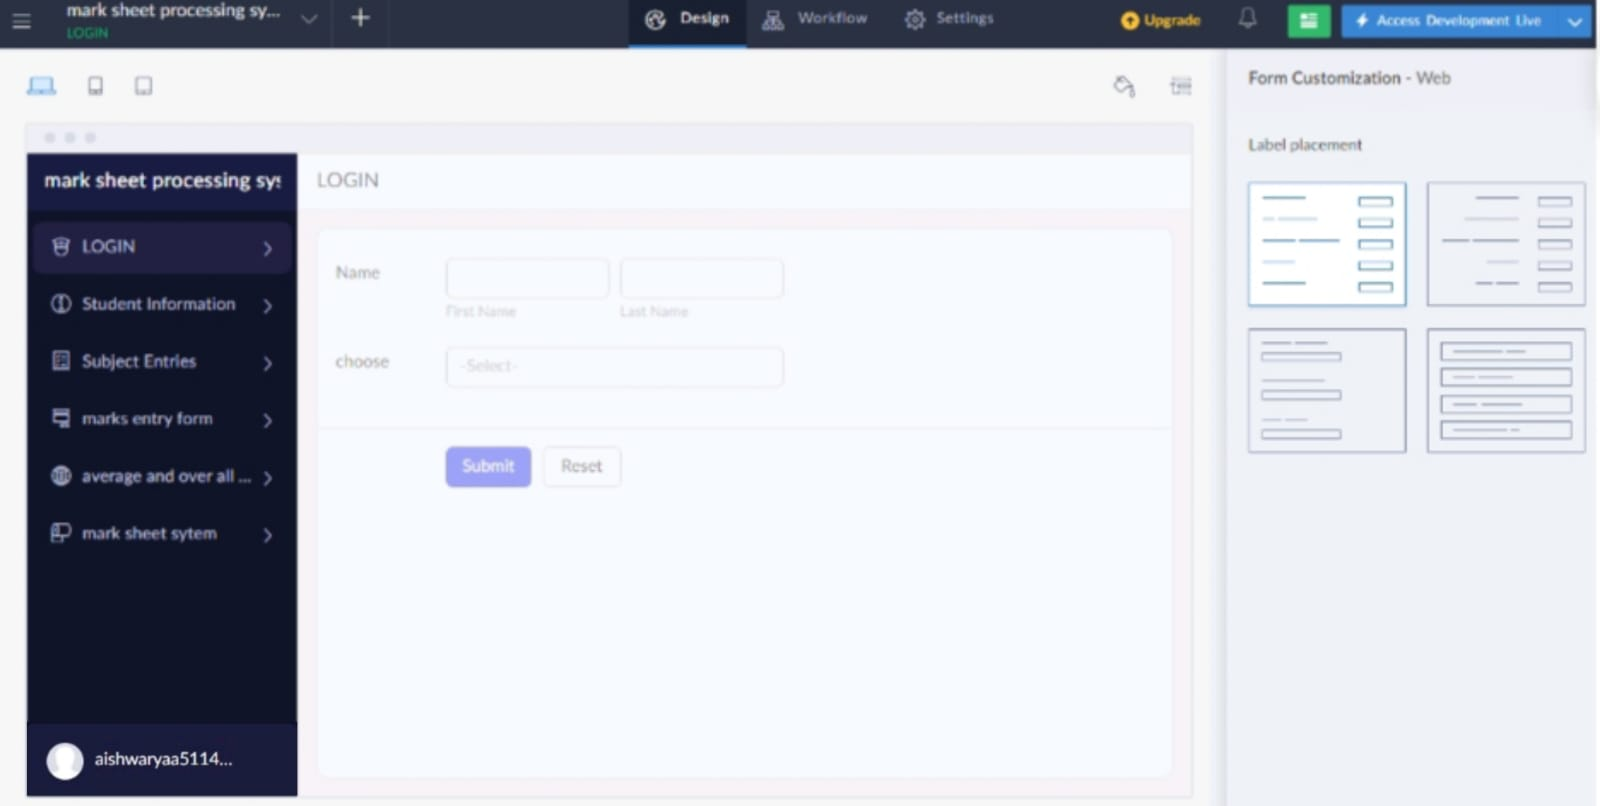 mark sheet processing sy...
LOGIN
Design
Workflow
Settings
Upgrade
Access Development Live
Form Customization - Web
Label placement
mark sheet processing sys
LOGIN
LOGIN
Student Information
Subject Entries
marks entry form
average and over all ...
mark sheet sytem
aishwaryaa5114...
Name
First Name
Last Name
choose
-Select-
Submit
Reset